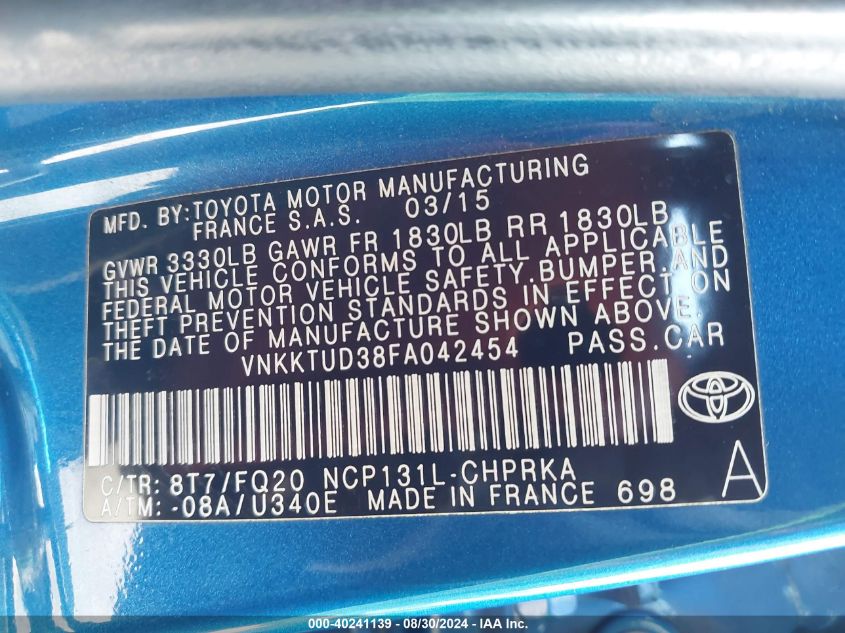 MFD. BY:TOYOTA MOTOR MANUFACTURING
FRANCE S.A.S. 03/15
GVWR 3330LB GAWR FR 1830LB RR 1830LB
THIS VEHICLE CONFORMS TO ALL APPLICABLE
FEDERAL MOTOR VEHICLE SAFETY,BUMPER,AND
THEFT PREVENTION STANDARDS IN EFFECT ON
THE DATE OF MANUFACTURE SHOWN ABOVE.
VNKKTUD38FA042454 PASS.CAR
C/TR: 8T7/FQ20 NCP131L-CHPRKA
A/TM: -08A/U340E MADE IN FRANCE 698
A
000-40241139 - 08/30/2024 - IAA Inc.